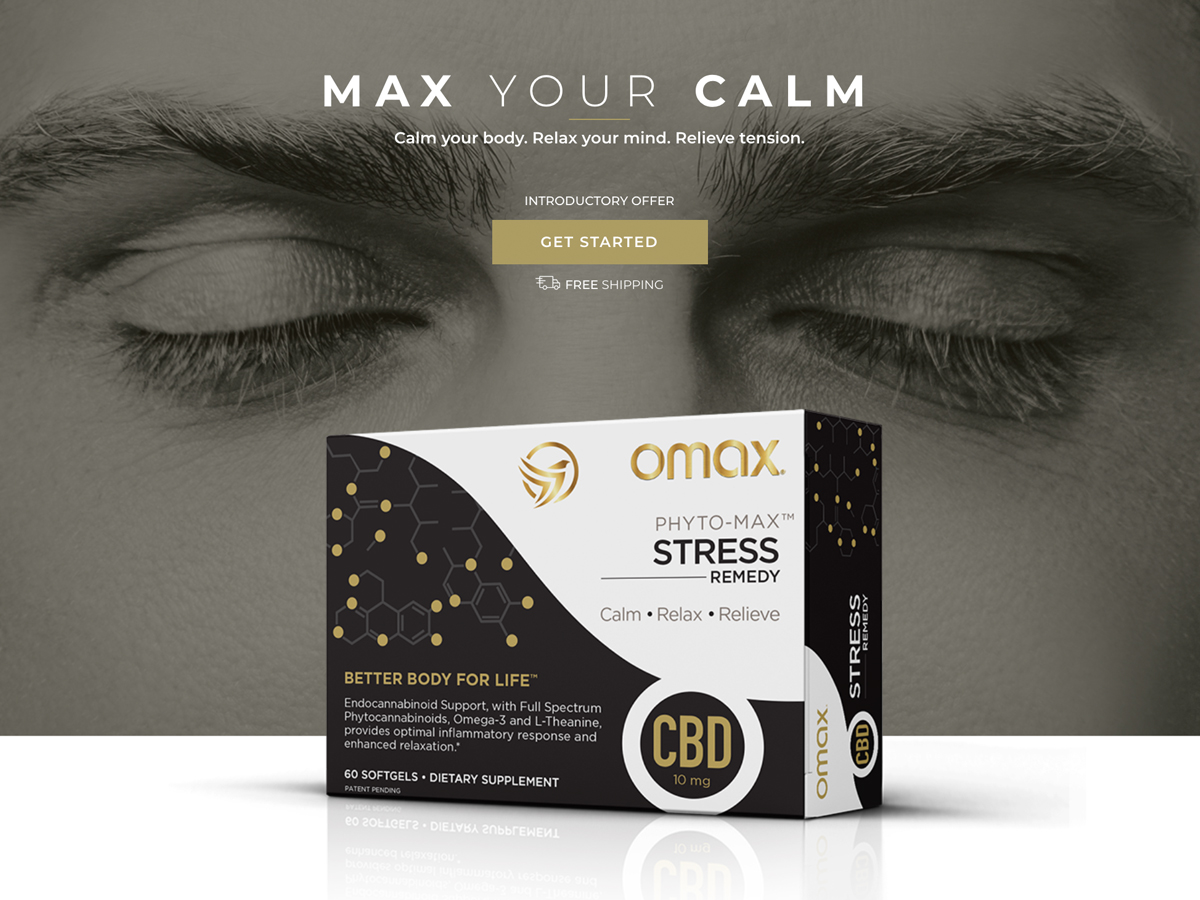 MAX YOUR CALM
Calm your body. Relax your mind. Relieve tension.
INTRODUCTORY OFFER
GET STARTED
FREE SHIPPING
omax®
PHYTO-MAX™
STRESS
REMEDY
Calm • Relax • Relieve
BETTER BODY FOR LIFE™
Endocannabinoid Support, with Full Spectrum
Phytocannabinoids, Omega-3 and L-Theanine,
provides optimal inflammatory response and
enhanced relaxation.*
60 SOFTGELS • DIETARY SUPPLEMENT
PATENT PENDING
CBD
10 mg
STRESS
REMEDY
omax
CBD